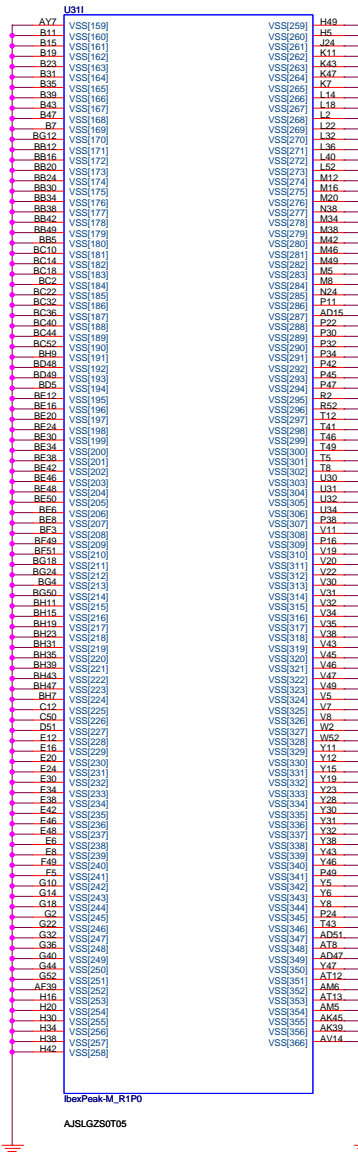 U31I
AY7 VSS[159] VSS[259] H49
B11 VSS[160] VSS[260] H5
B15 VSS[161] VSS[261] J24
B19 VSS[162] VSS[262] K11
B23 VSS[163] VSS[263] K43
B31 VSS[164] VSS[264] K47
B35 VSS[165] VSS[265] K7
B39 VSS[166] VSS[266] L14
B43 VSS[167] VSS[267] L18
B47 VSS[168] VSS[268] L2
B7 VSS[169] VSS[269] L22
BG12 VSS[170] VSS[270] L32
BB12 VSS[171] VSS[271] L36
BB16 VSS[172] VSS[272] L40
BB20 VSS[173] VSS[273] L52
BB24 VSS[174] VSS[274] M12
BB30 VSS[175] VSS[275] M16
BB34 VSS[176] VSS[276] M20
BB38 VSS[177] VSS[277] N38
BB42 VSS[178] VSS[278] M34
BB49 VSS[179] VSS[279] M38
BB5 VSS[180] VSS[280] M42
BC10 VSS[181] VSS[281] M46
BC14 VSS[182] VSS[282] M49
BC18 VSS[183] VSS[283] M5
BC2 VSS[184] VSS[284] M8
BC22 VSS[185] VSS[285] N24
BC32 VSS[186] VSS[286] P11
BC36 VSS[187] VSS[287] AD15
BC40 VSS[188] VSS[288] P22
BC44 VSS[189] VSS[289] P30
BC52 VSS[190] VSS[290] P32
BH9 VSS[191] VSS[291] P34
BD48 VSS[192] VSS[292] P42
BD49 VSS[193] VSS[293] P45
BD5 VSS[194] VSS[294] P47
BE12 VSS[195] VSS[295] R2
BE16 VSS[196] VSS[296] R52
BE20 VSS[197] VSS[297] T12
BE24 VSS[198] VSS[298] T41
BE30 VSS[199] VSS[299] T46
BE34 VSS[200] VSS[300] T49
BE38 VSS[201] VSS[301] T5
BE42 VSS[202] VSS[302] T8
BE46 VSS[203] VSS[303] U30
BE48 VSS[204] VSS[304] U31
BE50 VSS[205] VSS[305] U32
BE6 VSS[206] VSS[306] U34
BE8 VSS[207] VSS[307] P38
BF3 VSS[208] VSS[308] V11
BF49 VSS[209] VSS[309] P16
BF51 VSS[210] VSS[310] V19
BG18 VSS[211] VSS[311] V20
BG24 VSS[212] VSS[312] V22
BG4 VSS[213] VSS[313] V30
BG50 VSS[214] VSS[314] V31
BH11 VSS[215] VSS[315] V32
BH15 VSS[216] VSS[316] V34
BH19 VSS[217] VSS[317] V35
BH23 VSS[218] VSS[318] V38
BH31 VSS[219] VSS[319] V43
BH35 VSS[220] VSS[320] V45
BH39 VSS[221] VSS[321] V46
BH43 VSS[222] VSS[322] V47
BH47 VSS[223] VSS[323] V49
BH7 VSS[224] VSS[324] V5
C12 VSS[225] VSS[325] V7
C50 VSS[226] VSS[326] V8
D51 VSS[227] VSS[327] W2
E12 VSS[228] VSS[328] W52
E16 VSS[229] VSS[329] Y11
E20 VSS[230] VSS[330] Y12
E24 VSS[231] VSS[331] Y15
E30 VSS[232] VSS[332] Y19
E34 VSS[233] VSS[333] Y23
E38 VSS[234] VSS[334] Y28
E42 VSS[235] VSS[335] Y30
E46 VSS[236] VSS[336] Y31
E48 VSS[237] VSS[337] Y32
E6 VSS[238] VSS[338] Y38
E8 VSS[239] VSS[339] Y43
F49 VSS[240] VSS[340] Y46
F5 VSS[241] VSS[341] P49
G10 VSS[242] VSS[342] Y5
G14 VSS[243] VSS[343] Y6
G18 VSS[244] VSS[344] Y8
G2 VSS[245] VSS[345] P24
G22 VSS[246] VSS[346] T43
G32 VSS[247] VSS[347] AD51
G36 VSS[248] VSS[348] AT8
G40 VSS[249] VSS[349] AD47
G44 VSS[250] VSS[350] Y47
G52 VSS[251] VSS[351] AT12
AF39 VSS[252] VSS[352] AM6
H16 VSS[253] VSS[353] AT13
H20 VSS[254] VSS[354] AM5
H30 VSS[255] VSS[355] AK45
H34 VSS[256] VSS[356] AK39
H38 VSS[257] VSS[366] AV14
H42 VSS[258]
IbexPeak-M_R1P0
AJSLGZS0T05